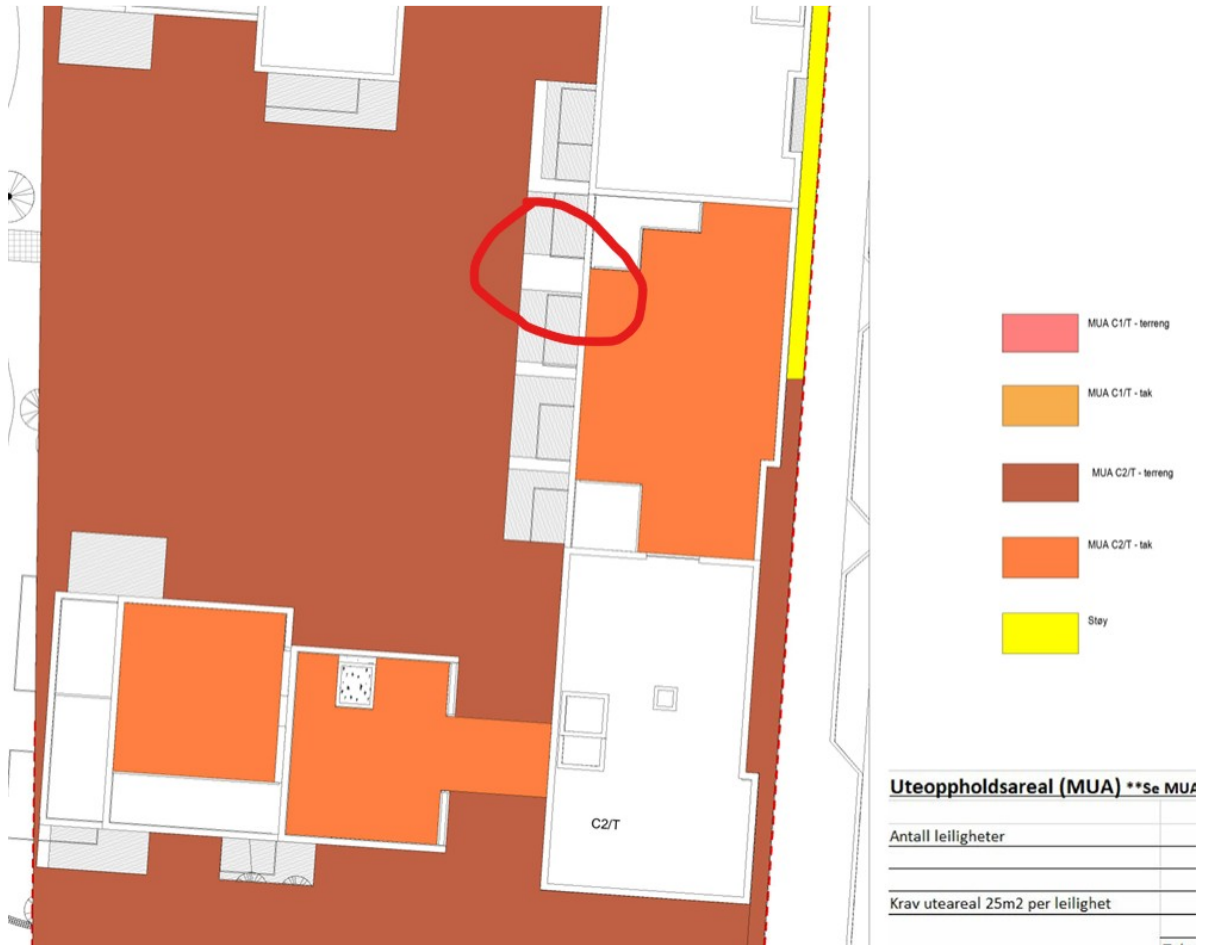 MUA C1/T - terreng
MUA C1/T - tak
MUA C2/T - terreng
MUA C2/T - tak
Støy
C2/T
Uteoppholdsareal (MUA) **Se MUA
Antall leiligheter
Krav uteareal 25m2 per leilighet